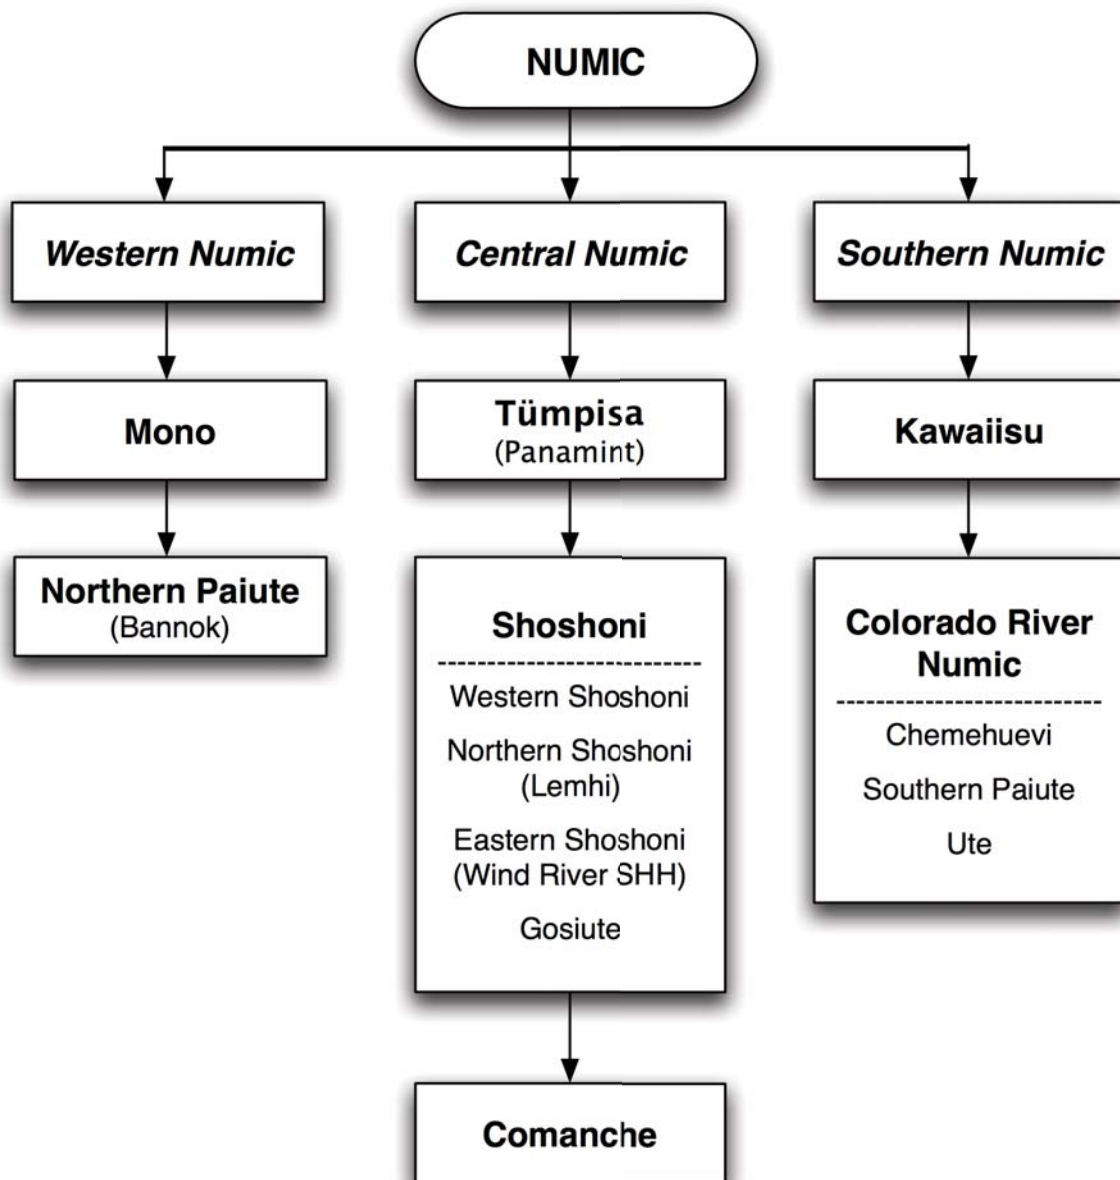 NUMIC
Western Numic
Central Numic
Southern Numic
Mono
Tümpisa
(Panamint)
Kawaiisu
Northern Paiute
(Bannok)
Shoshoni
Western Shoshoni
Northern Shoshoni
(Lemhi)
Eastern Shoshoni
(Wind River SHH)
Gosiute
Colorado River
Numic
Chemehuevi
Southern Paiute
Ute
Comanche